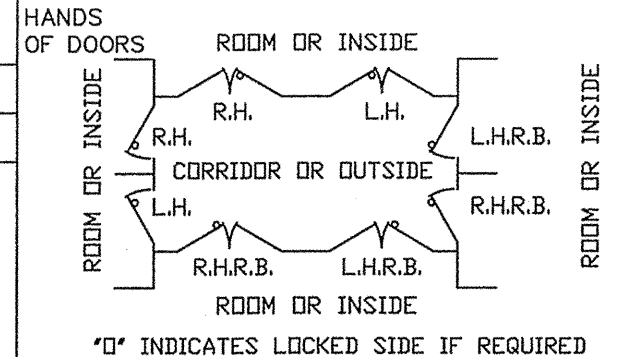 HANDS
OF DOORS
ROOM OR INSIDE
ROOM OR INSIDE
R.H.
L.H.
R.H.
L.H.R.B.
CORRIDOR OR OUTSIDE
L.H.
R.H.R.B.
R.H.R.B.
L.H.R.B.
ROOM OR INSIDE
ROOM OR INSIDE
"O" INDICATES LOCKED SIDE IF REQUIRED